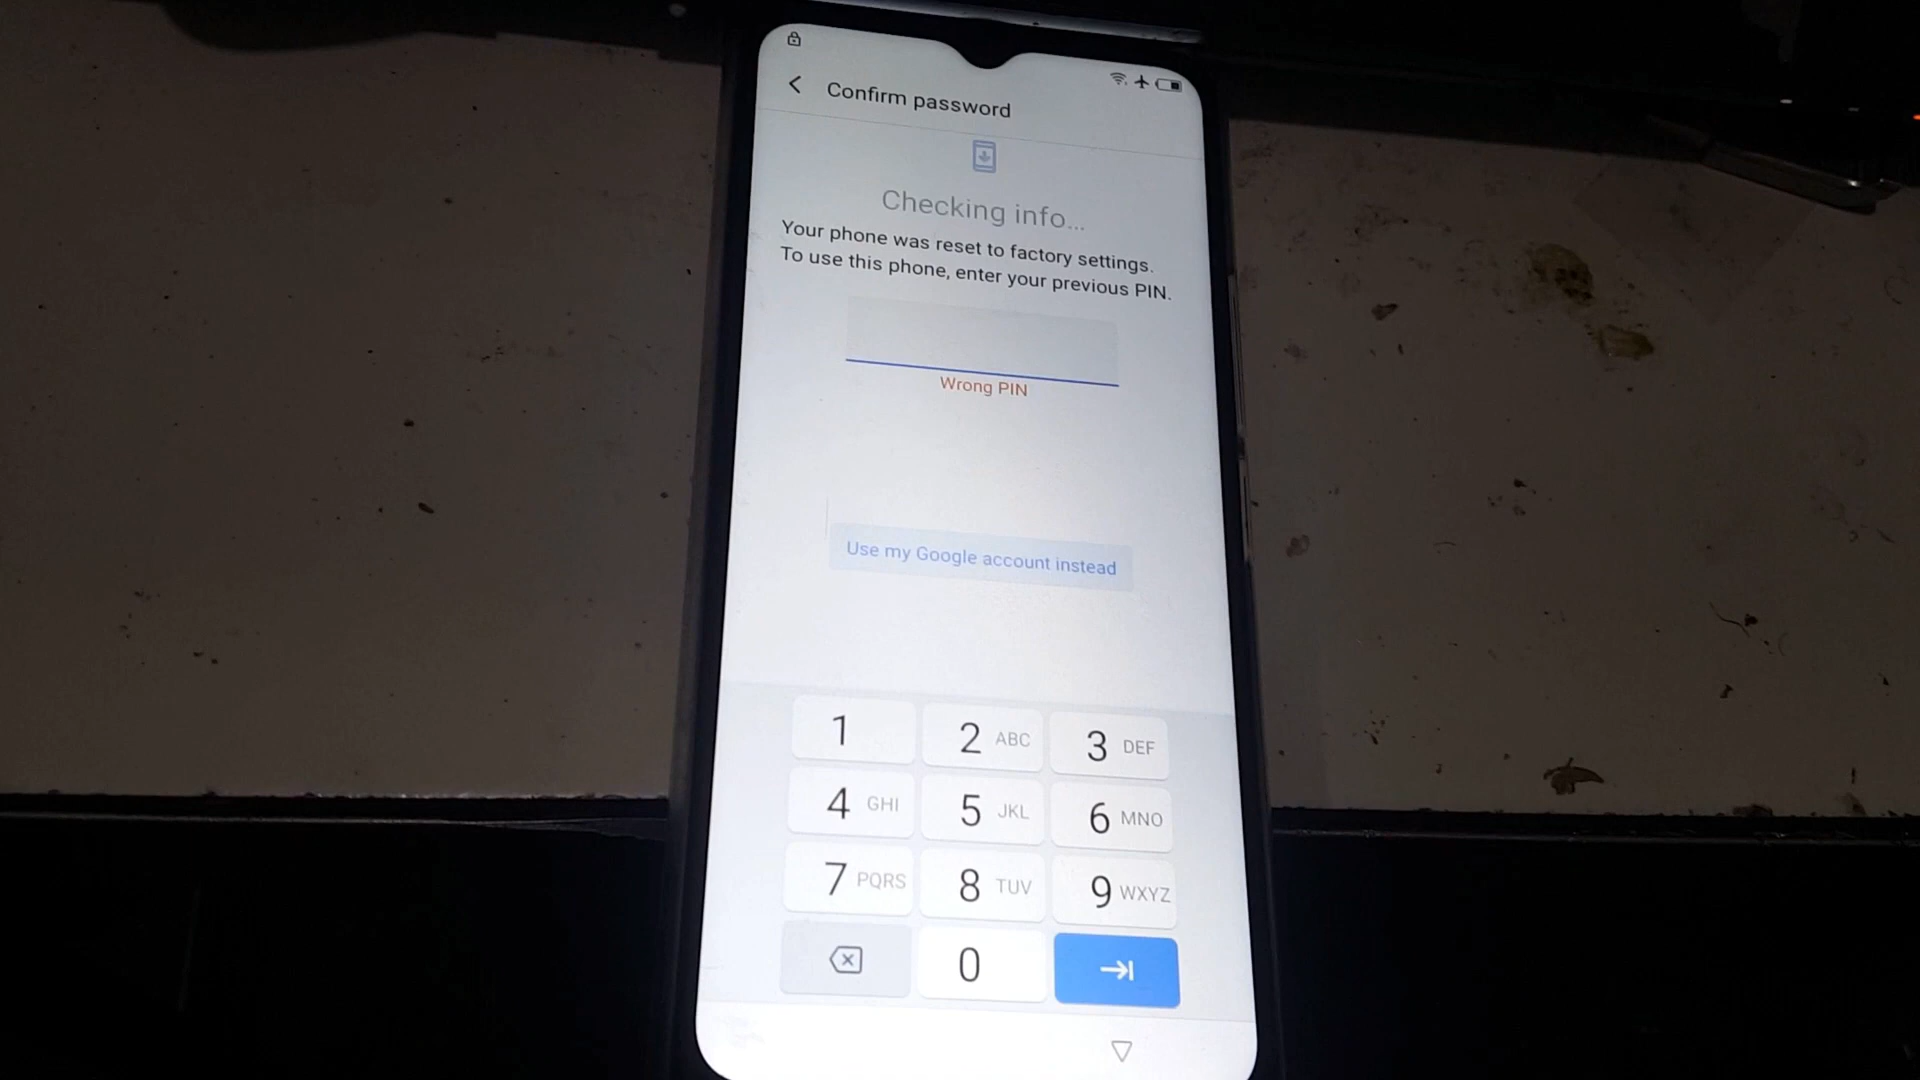 Confirm password
Checking info...
Your phone was reset to factory settings.
To use this phone, enter your previous PIN.
Wrong PIN
Use my Google account instead
1
2 ABC
3 DEF
4 GHI
5 JKL
6 MNO
7 PQRS
8 TUV
9 WXYZ
0